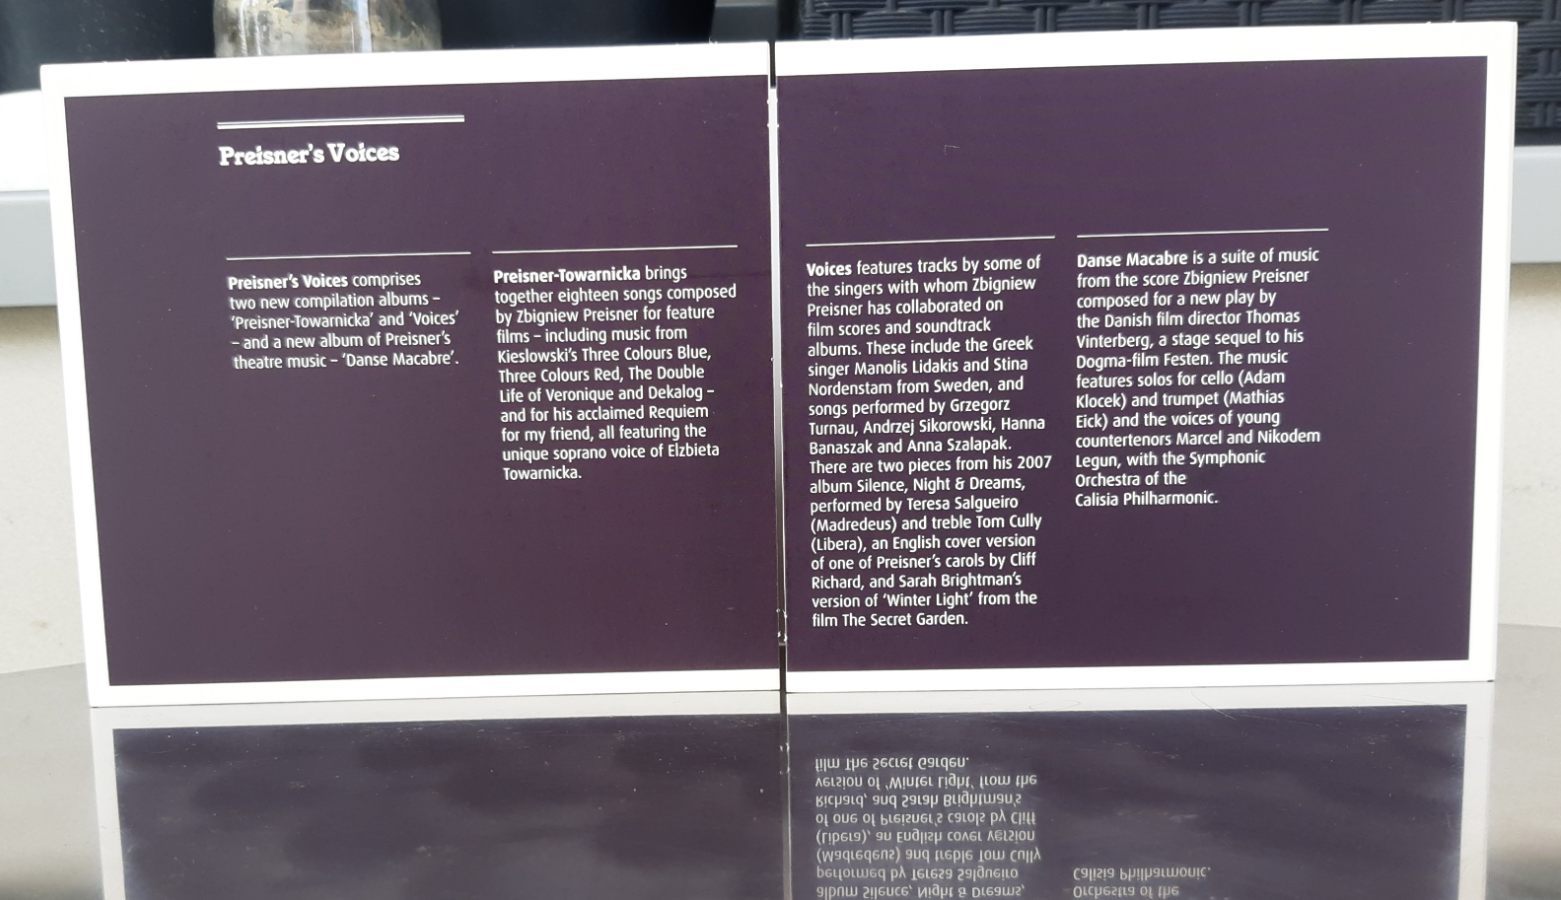 Preisner's Voices
Preisner's Voices comprises
two new compilation albums –
'Preisner-Towarnicka' and 'Voices'
– and a new album of Preisner's
theatre music – 'Danse Macabre'.
Preisner-Towarnicka brings
together eighteen songs composed
by Zbigniew Preisner for feature
films – including music from
Kieslowski's Three Colours Blue,
Three Colours Red, The Double
Life of Veronique and Dekalog –
and for his acclaimed Requiem
for my friend, all featuring the
unique soprano voice of Elzbieta
Towarnicka.
Voices features tracks by some of
the singers with whom Zbigniew
Preisner has collaborated on
film scores and soundtrack
albums. These include the Greek
singer Manolis Lidakis and Stina
Nordenstam from Sweden, and
songs performed by Grzegorz
Turnau, Andrzej Sikorowski, Hanna
Banaszak and Anna Szalapak.
There are two pieces from his 2007
album Silence, Night & Dreams,
performed by Teresa Salgueiro
(Madredeus) and treble Tom Cully
(Libera), an English cover version
of one of Preisner's carols by Cliff
Richard, and Sarah Brightman's
version of 'Winter Light' from the
film The Secret Garden.
Danse Macabre is a suite of music
from the score Zbigniew Preisner
composed for a new play by
the Danish film director Thomas
Vinterberg, a stage sequel to his
Dogma-film Festen. The music
features solos for cello (Adam
Klocek) and trumpet (Mathias
Eick) and the voices of young
countertenors Marcel and Nikodem
Legun, with the Symphonic
Orchestra of the
Calisia Philharmonic.